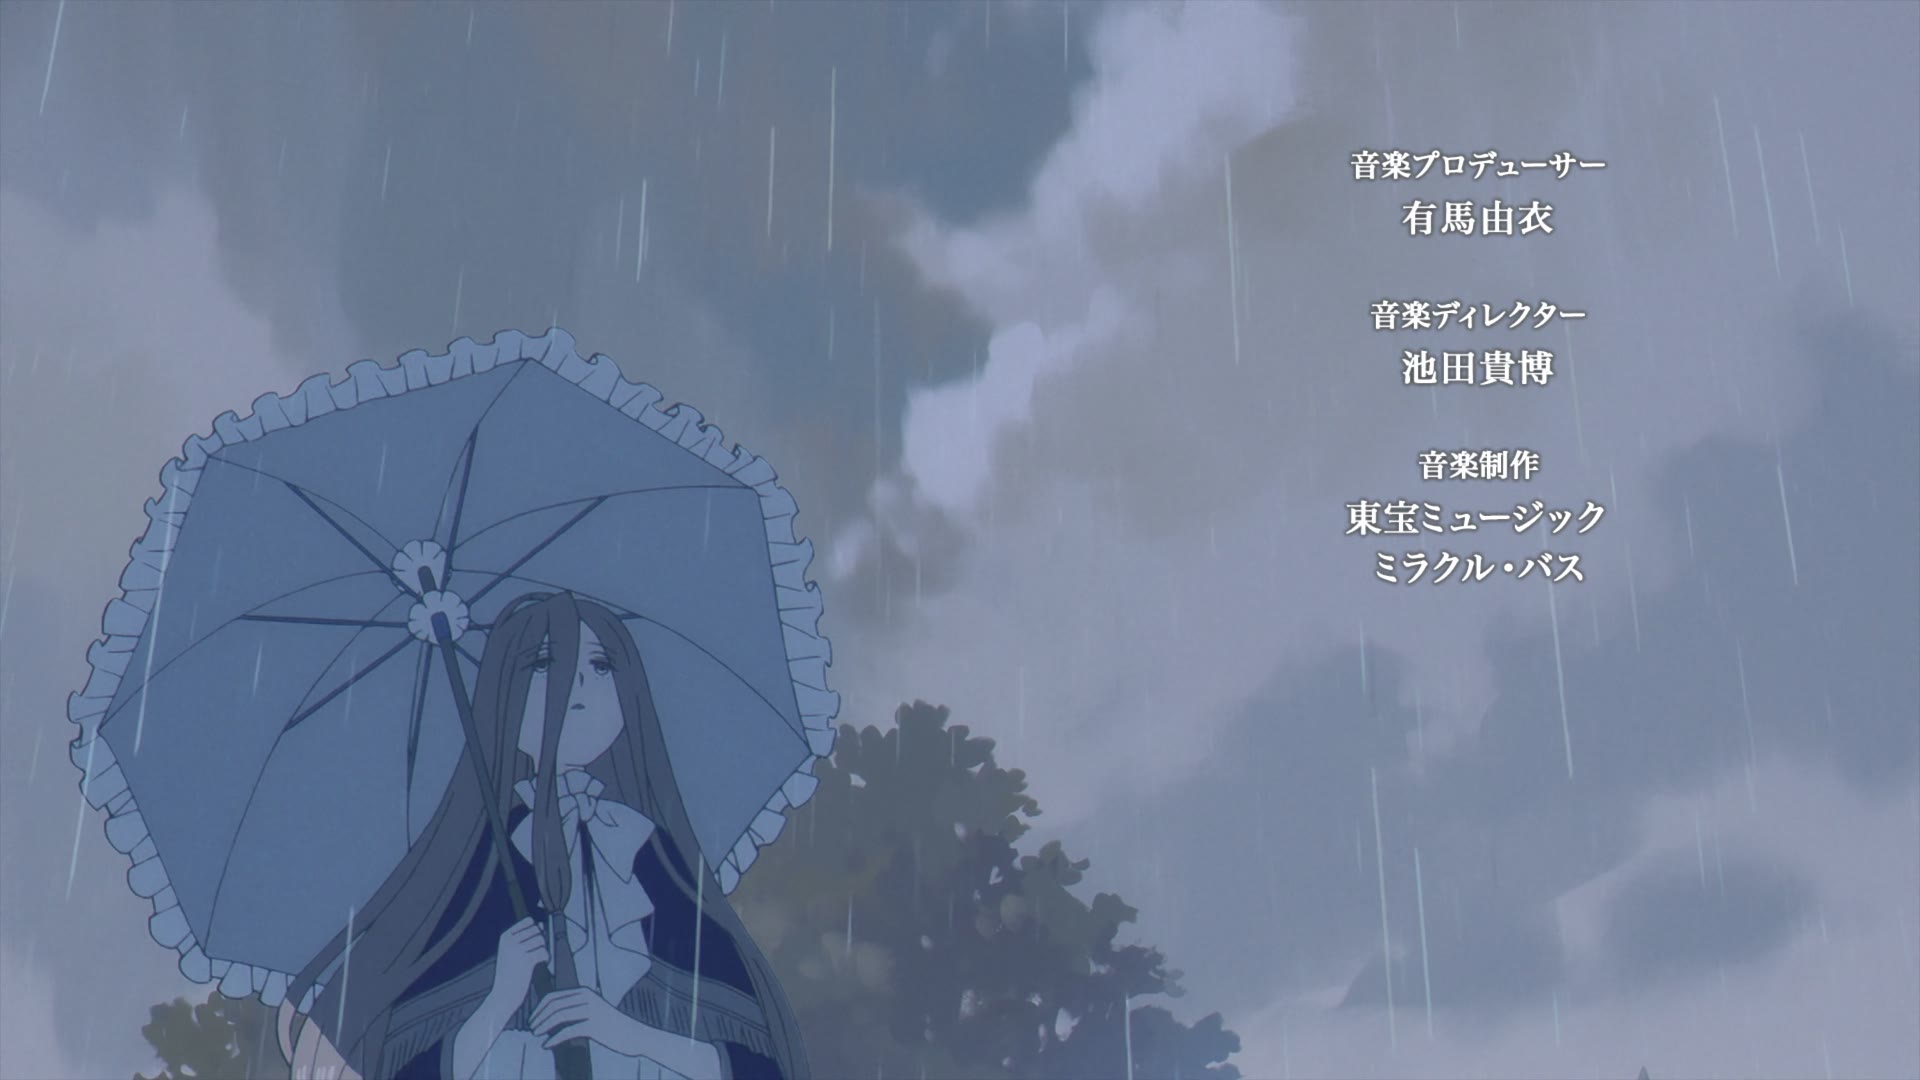 音楽プロデューサー
有馬由衣
音楽ディレクター
池田貴博
音楽制作
東宝ミュージック
ミラクル・バス